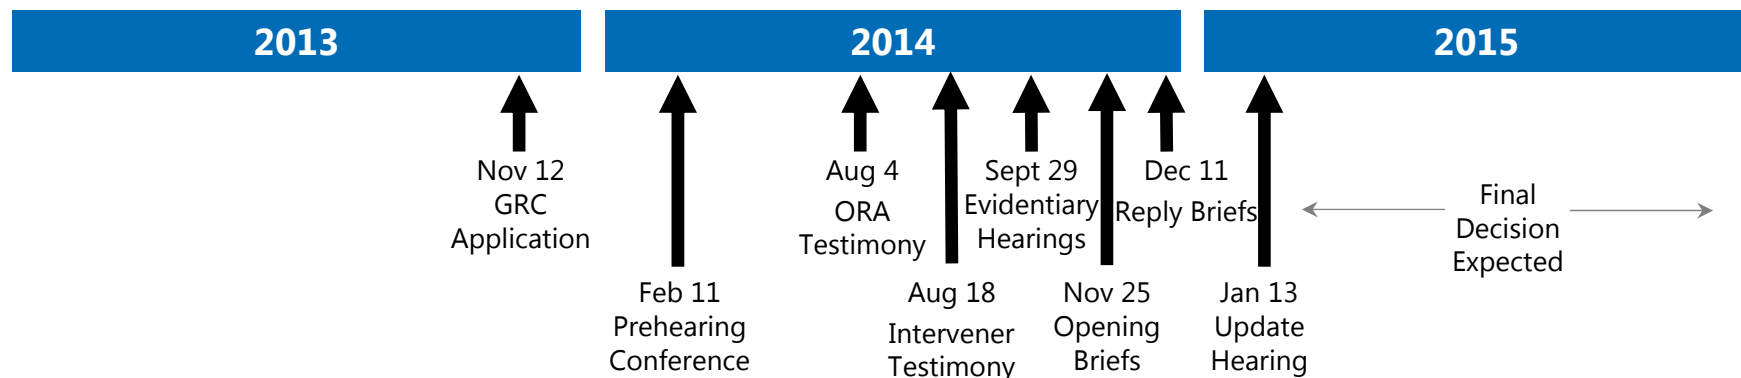 2013
2014
2015
Nov 12
GRC
Application
Feb 11
Prehearing
Conference
Aug 4
ORA
Testimony
Aug 18
Intervener
Testimony
Sept 29
Evidentiary
Hearings
Nov 25
Opening
Briefs
Dec 11
Reply Briefs
Jan 13
Update
Hearing
Final
Decision
Expected